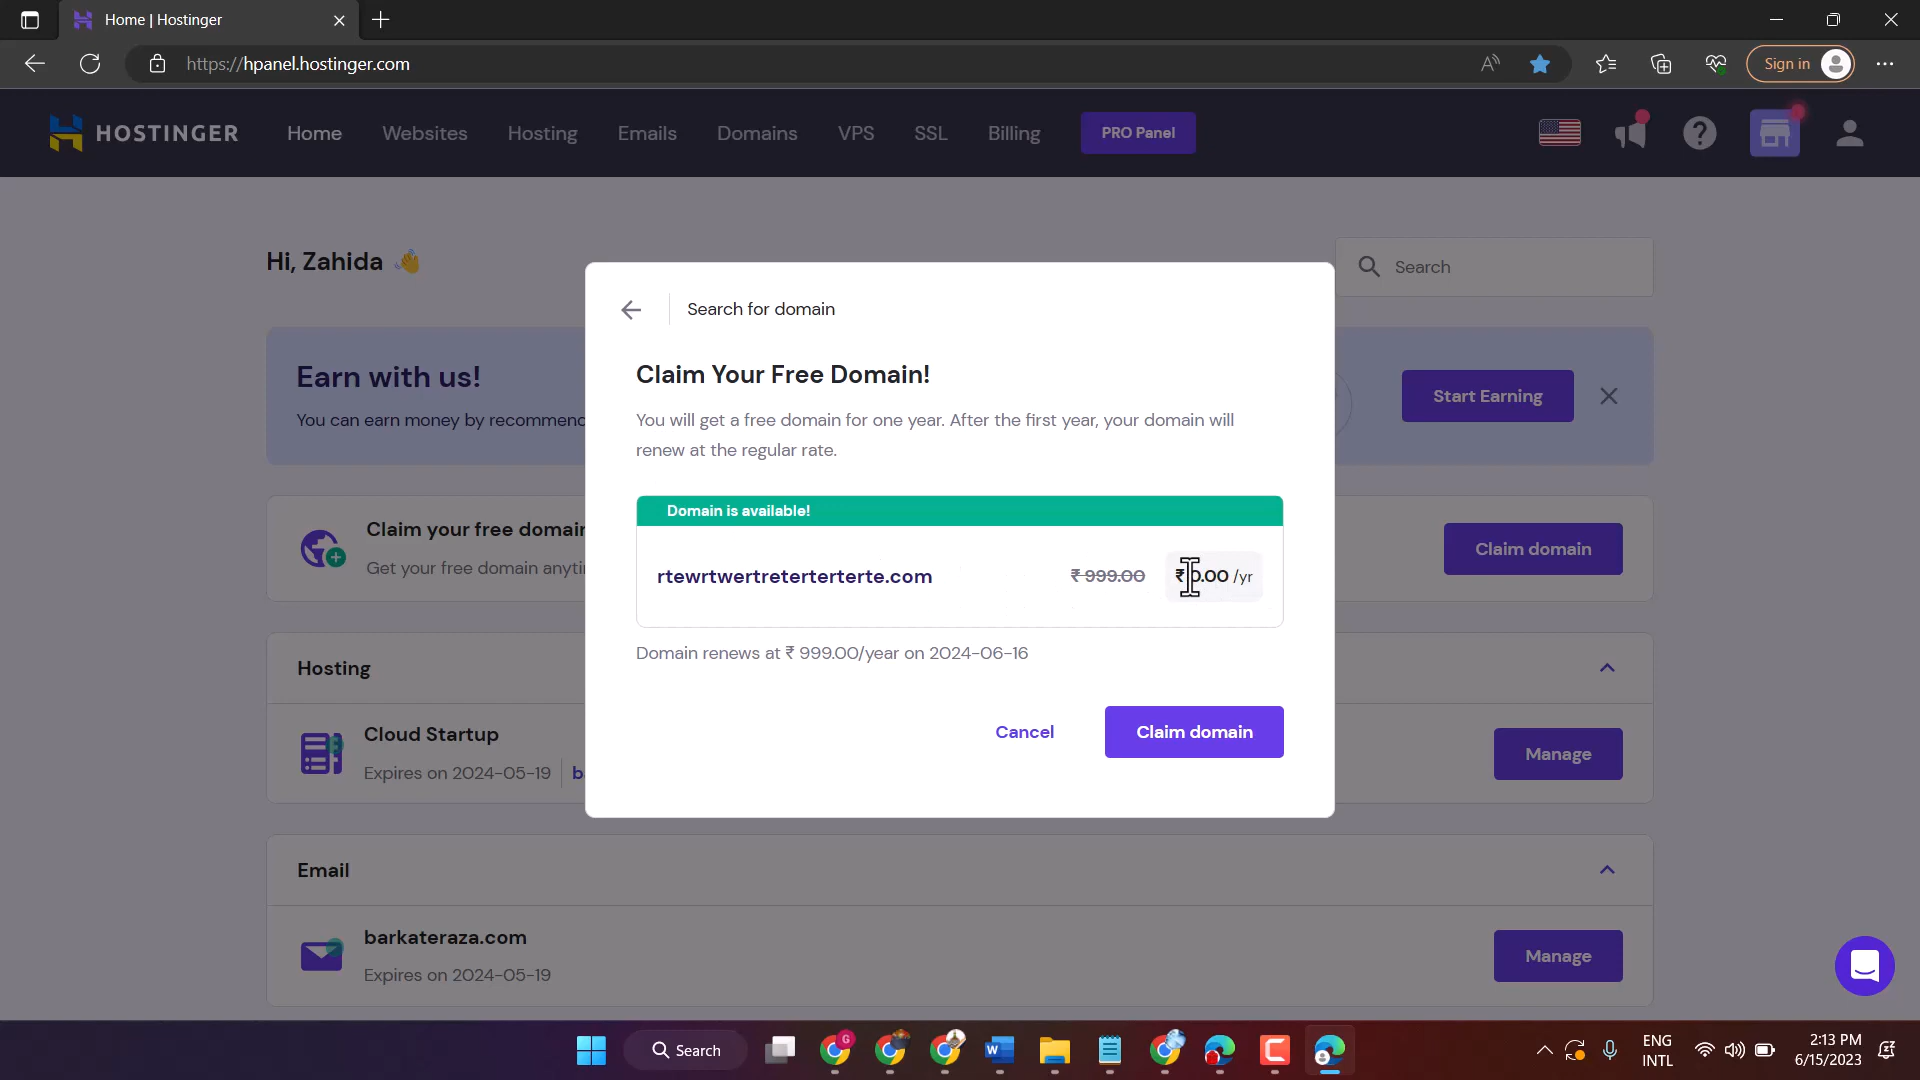 Home | Hostinger
https://hpanel.hostinger.com
Sign in
HOSTINGER
Home
Websites
Hosting
Emails
Domains
VPS
SSL
Billing
PRO Panel
Hi, Zahida 👋
Search
Earn with us!
You can earn money by recommenc
Start Earning
Claim your free domain
Get your free domain anyti
Claim domain
Search for domain
Claim Your Free Domain!
You will get a free domain for one year. After the first year, your domain will
renew at the regular rate.
Domain is available!
rtewrtwertreterterterte.com
₹ 999.00
₹ 0.00 /yr
Domain renews at ₹ 999.00/year on 2024-06-16
Cancel
Claim domain
Hosting
Cloud Startup
Expires on 2024-05-19
b
Manage
Email
barkateraza.com
Expires on 2024-05-19
Manage
Search
ENG
INTL
2:13 PM
6/15/2023